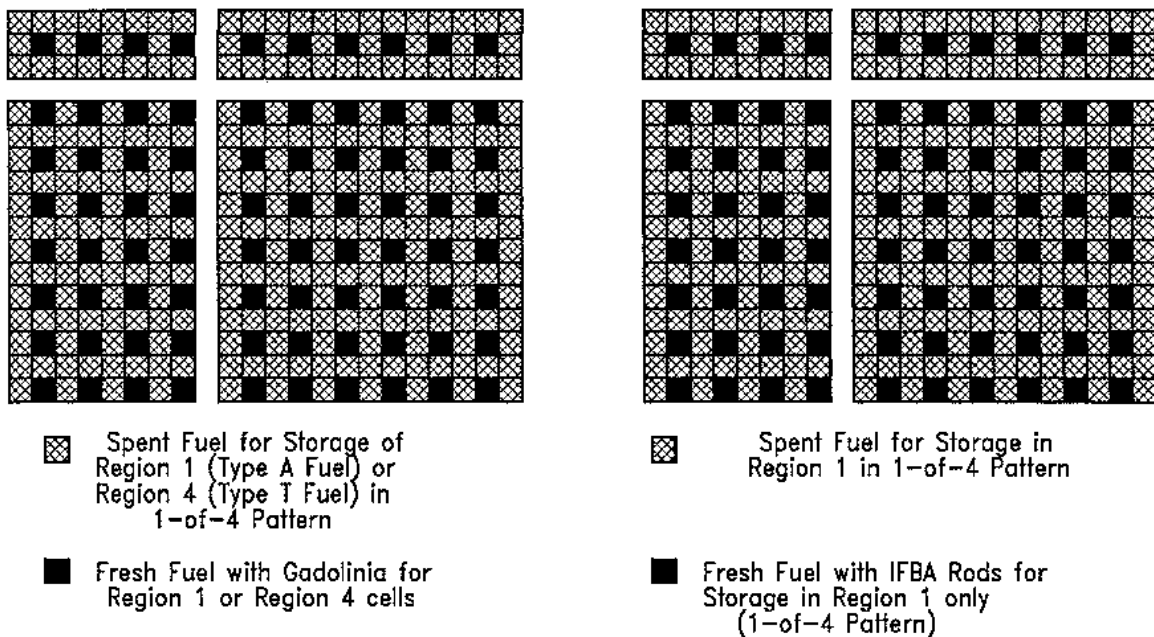 Spent Fuel for Storage of
Region 1 (Type A Fuel) or
Region 4 (Type T Fuel) in
1-of-4 Pattern
Fresh Fuel with Gadolinia for
Region 1 or Region 4 cells
Spent Fuel for Storage in
Region 1 in 1-of-4 Pattern
Fresh Fuel with IFBA Rods for
Storage in Region 1 only
(1-of-4 Pattern)